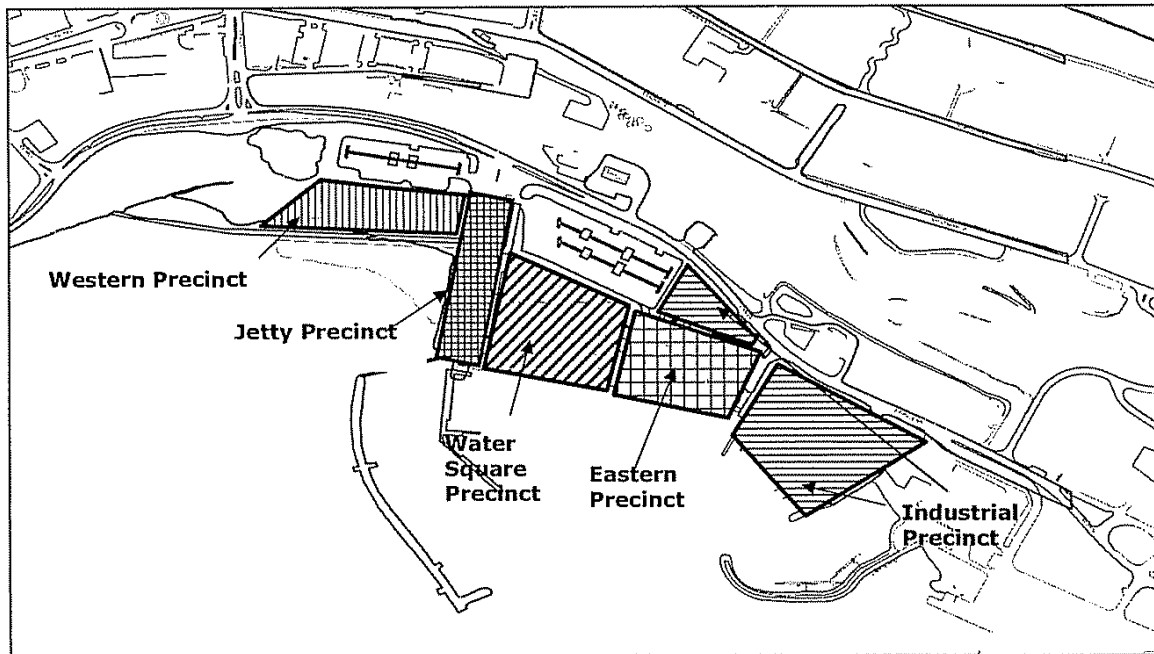 Western Precinct
Jetty Precinct
Water
Square
Precinct
Eastern
Precinct
Industrial
Precinct